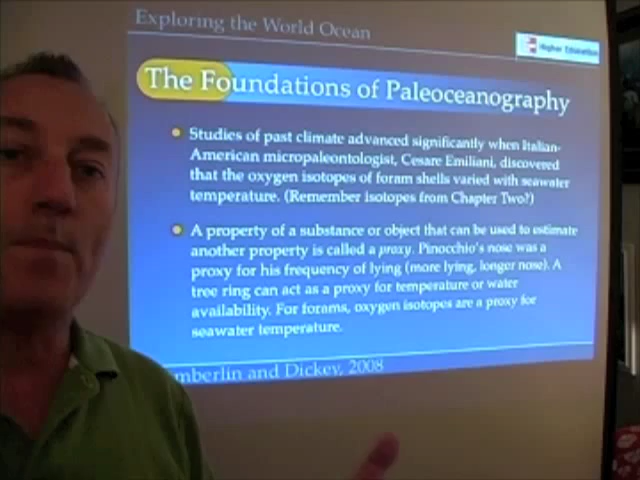 Exploring the World Ocean
Higher Education
The Foundations of Paleoceanography
Studies of past climate advanced significantly when Italian-
American micropaleontologist, Cesare Emiliani, discovered
that the oxygen isotopes of foram shells varied with seawater
temperature. (Remember isotopes from Chapter Two?)
A property of a substance or object that can be used to estimate
another property is called a proxy. Pinocchio's nose was a
proxy for his frequency of lying (more lying, longer nose). A
tree ring can act as a proxy for temperature or water
availability. For forams, oxygen isotopes are a proxy for
seawater temperature.
mberlin and Dickey, 2008